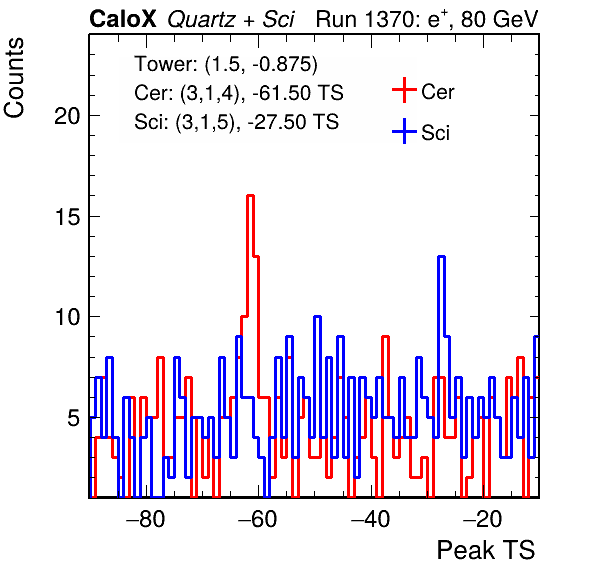 CaloX Quartz + Sci Run 1370: e⁺, 80 GeV
Counts
Tower: (1.5, -0.875)
Cer: (3,1,4), -61.50 TS
Sci: (3,1,5), -27.50 TS
Cer
Sci
20
15
10
5
−80 −60 −40 −20
Peak TS